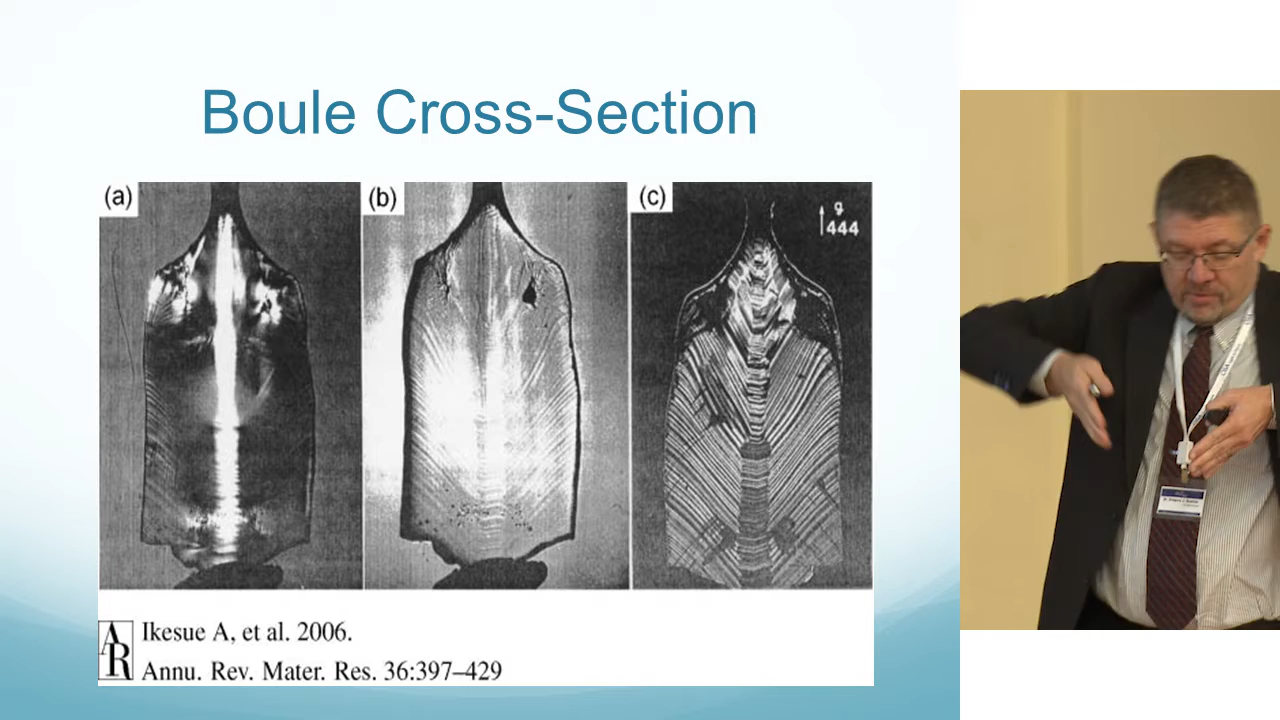 Boule Cross-Section
(a)
(b)
(c)
g
444
AR
Ikesue A, et al. 2006.
Annu. Rev. Mater. Res. 36:397–429